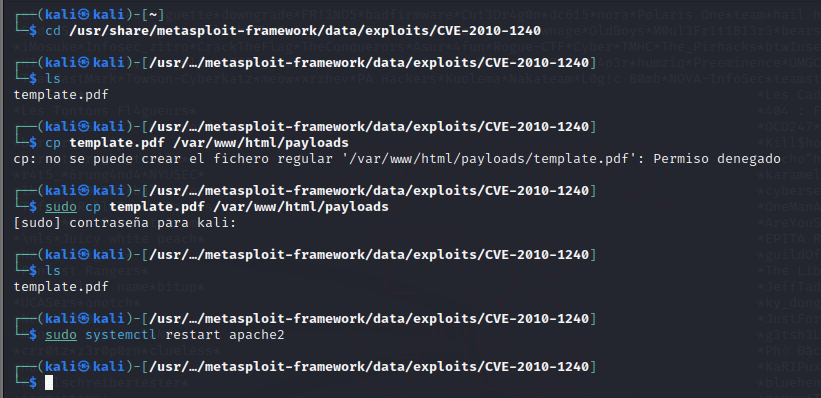 ┌──(kali㉿kali)-[~]
└─$ cd /usr/share/metasploit-framework/data/exploits/CVE-2010-1240
┌──(kali㉿kali)-[/usr/…/metasploit-framework/data/exploits/CVE-2010-1240]
└─$ ls
template.pdf
┌──(kali㉿kali)-[/usr/…/metasploit-framework/data/exploits/CVE-2010-1240]
└─$ cp template.pdf /var/www/html/payloads
cp: no se puede crear el fichero regular '/var/www/html/payloads/template.pdf': Permiso denegado
┌──(kali㉿kali)-[/usr/…/metasploit-framework/data/exploits/CVE-2010-1240]
└─$ sudo cp template.pdf /var/www/html/payloads
[sudo] contraseña para kali:
┌──(kali㉿kali)-[/usr/…/metasploit-framework/data/exploits/CVE-2010-1240]
└─$ ls
template.pdf
┌──(kali㉿kali)-[/usr/…/metasploit-framework/data/exploits/CVE-2010-1240]
└─$ sudo systemctl restart apache2
┌──(kali㉿kali)-[/usr/…/metasploit-framework/data/exploits/CVE-2010-1240]
└─$